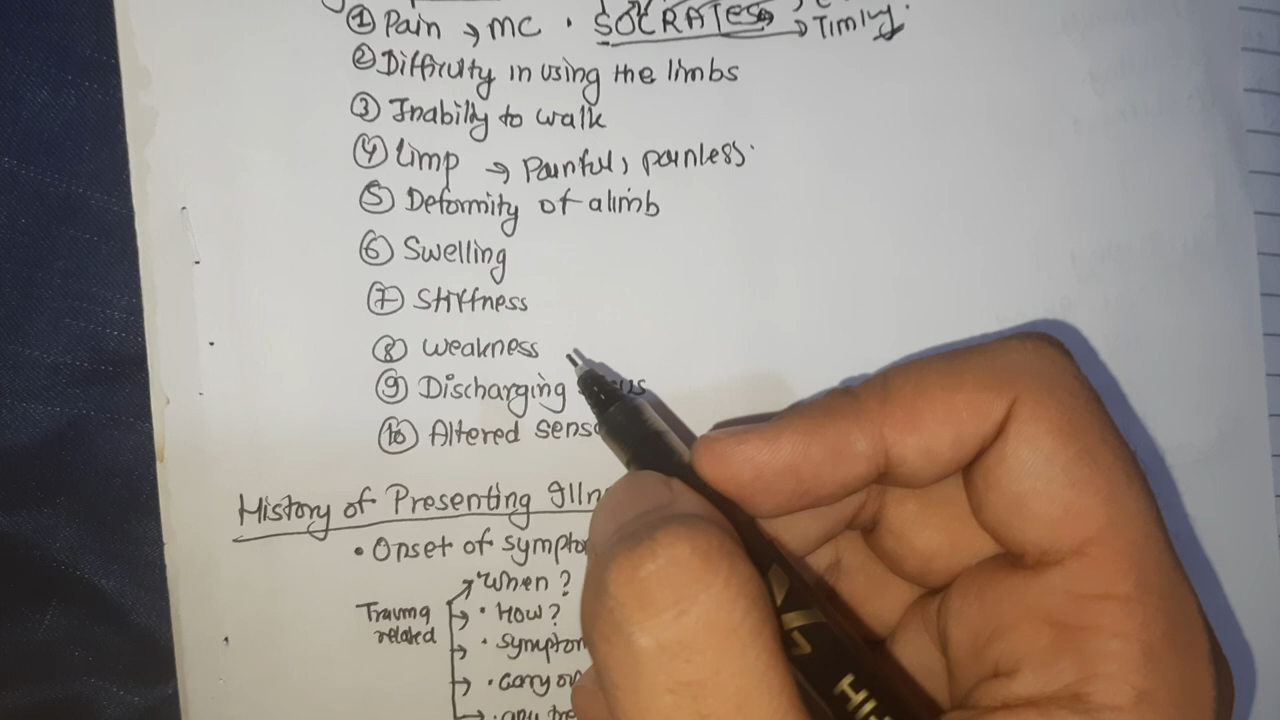 ① Pain → MC · SOCRATES → Timing
② Difficulty in using the limbs
③ Inability to walk
④ Limp → Painful, painless.
⑤ Deformity of a limb
⑥ Swelling
⑦ Stiffness
⑧ Weakness
⑨ Discharging
⑩ Altered
History of Presenting
• Onset of
Trauma related
→ When ?
→ • How ?
→
→ • carry
→ • any